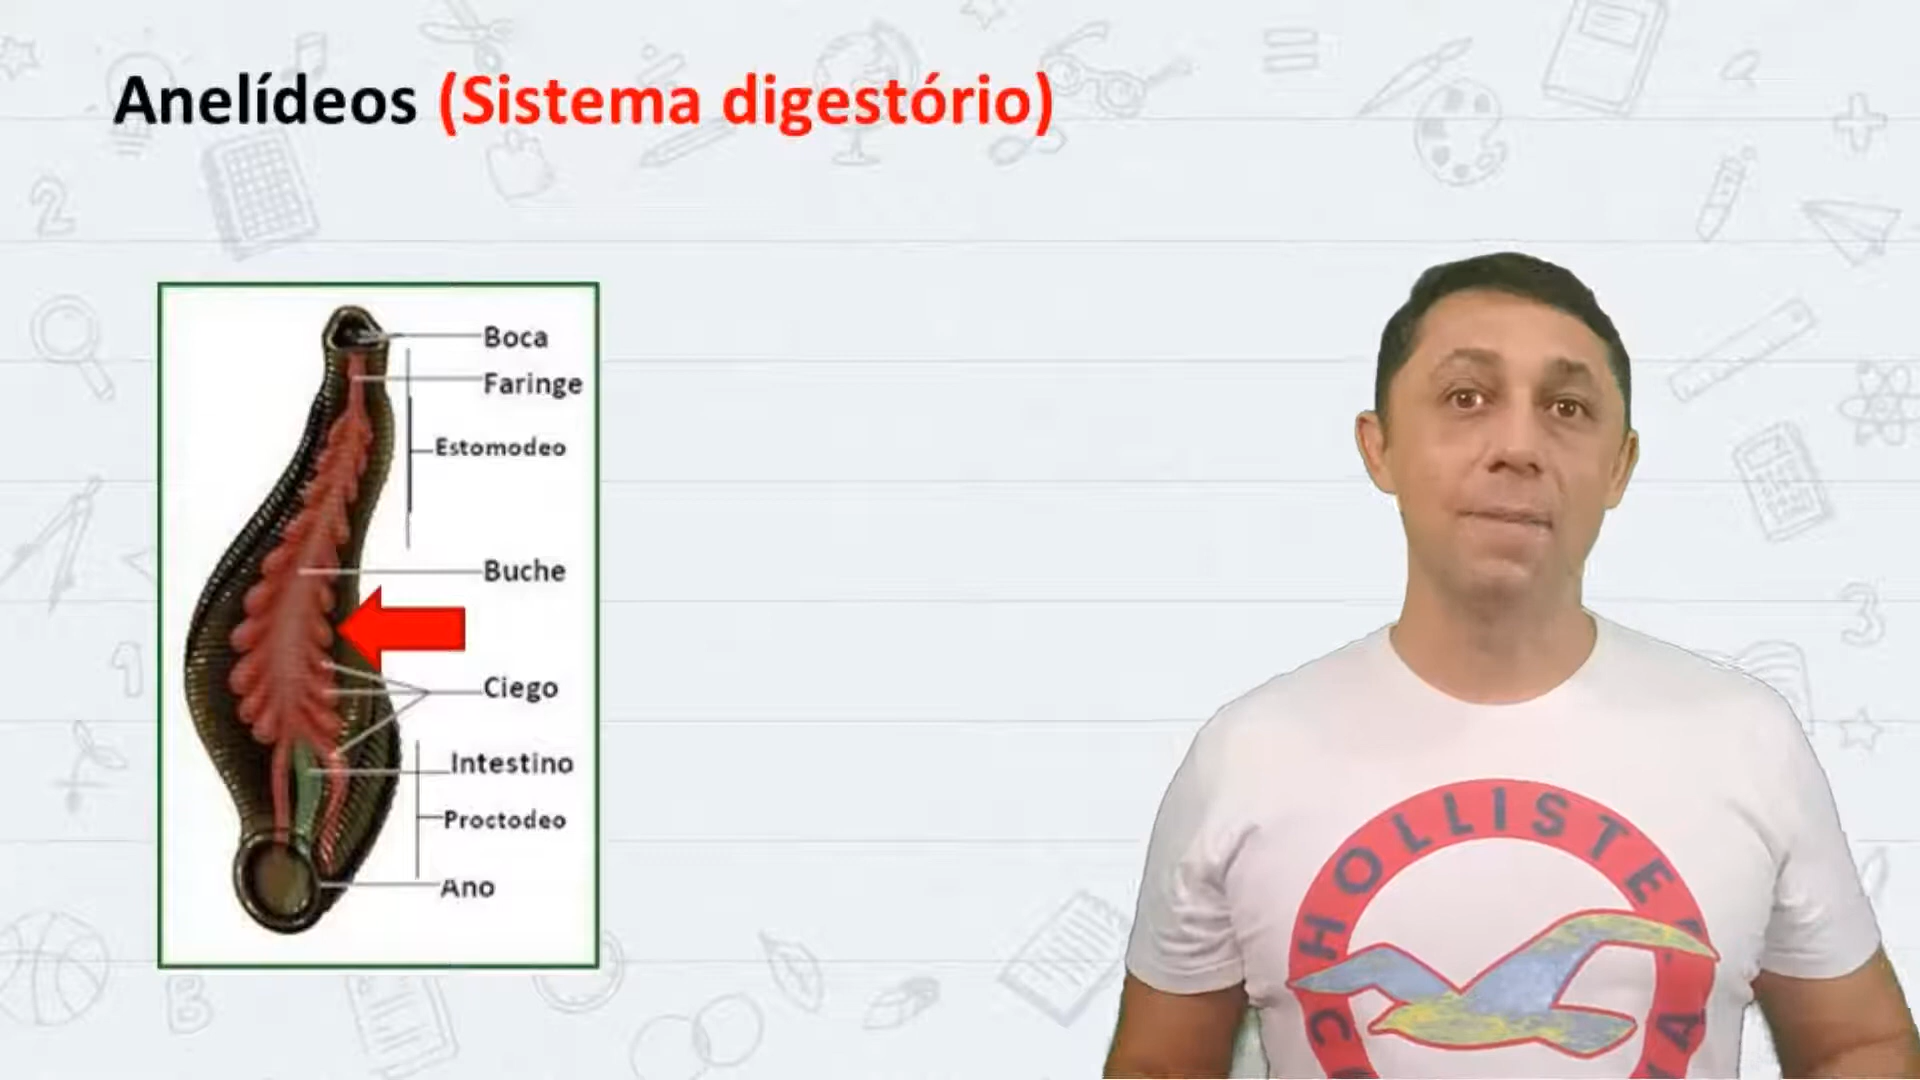 Anelídeos (Sistema digestório)
Boca
Faringe
Estomodeo
Buche
Ciego
Intestino
Proctodeo
Ano
HOLLISTE